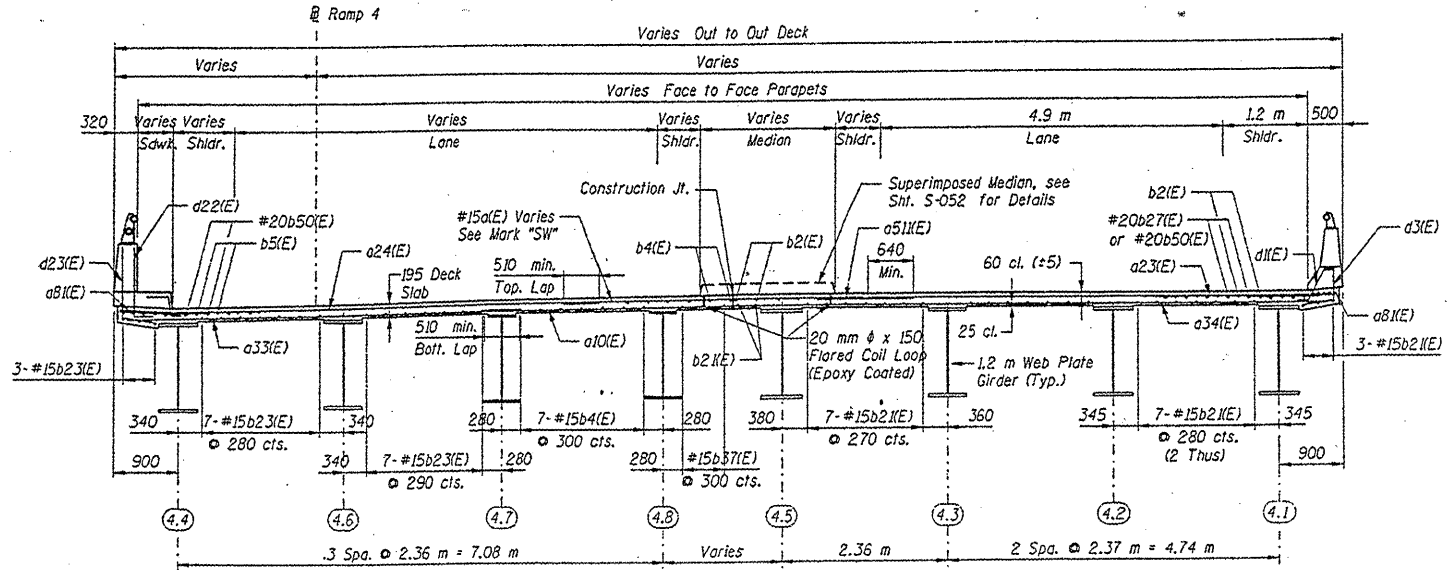 ℄ Ramp 4
Varies Out to Out Deck
Varies
Varies
Varies Face to Face Parapets
320
Varies
Sdwk.
Varies
Shldr.
Varies
Lane
Varies
Shldr.
Varies
Median
Varies
Shldr.
4.9 m
Lane
1.2 m
Shldr.
500
Construction Jt.
Superimposed Median, see
Sht. S-052 for Details
d22(E)
#20b50(E)
b5(E)
#15a(E) Varies
See Mark "SW"
b4(E)
b2(E)
a511(E)
b2(E)
#20b27(E)
or #20b50(E)
d3(E)
d1(E)
d23(E)
a24(E)
195 Deck
Slab
510 min.
Top. Lap
640
Min.
60 cl. (±5)
a23(E)
a81(E)
a81(E)
a33(E)
510 min.
Bott. Lap
a10(E)
b21(E)
20 mm ϕ x 150
Flared Coil Loop
(Epoxy Coated)
25 cl.
a34(E)
3-#15b23(E)
3-#15b21(E)
1.2 m Web Plate
Girder (Typ.)
340
7-#15b23(E)
@ 280 cts.
280
7-#15b4(E)
@ 300 cts.
280
380
7-#15b21(E)
@ 270 cts.
360
345
7-#15b21(E)
@ 280 cts.
(2 Thus)
345
900
340
7-#15b23(E)
@ 290 cts.
280
280
#15b37(E)
@ 300 cts.
900
4.4
4.6
4.7
4.8
4.5
4.3
4.2
4.1
3 Spa. @ 2.36 m = 7.08 m
Varies
2.36 m
2 Spa. @ 2.37 m = 4.74 m